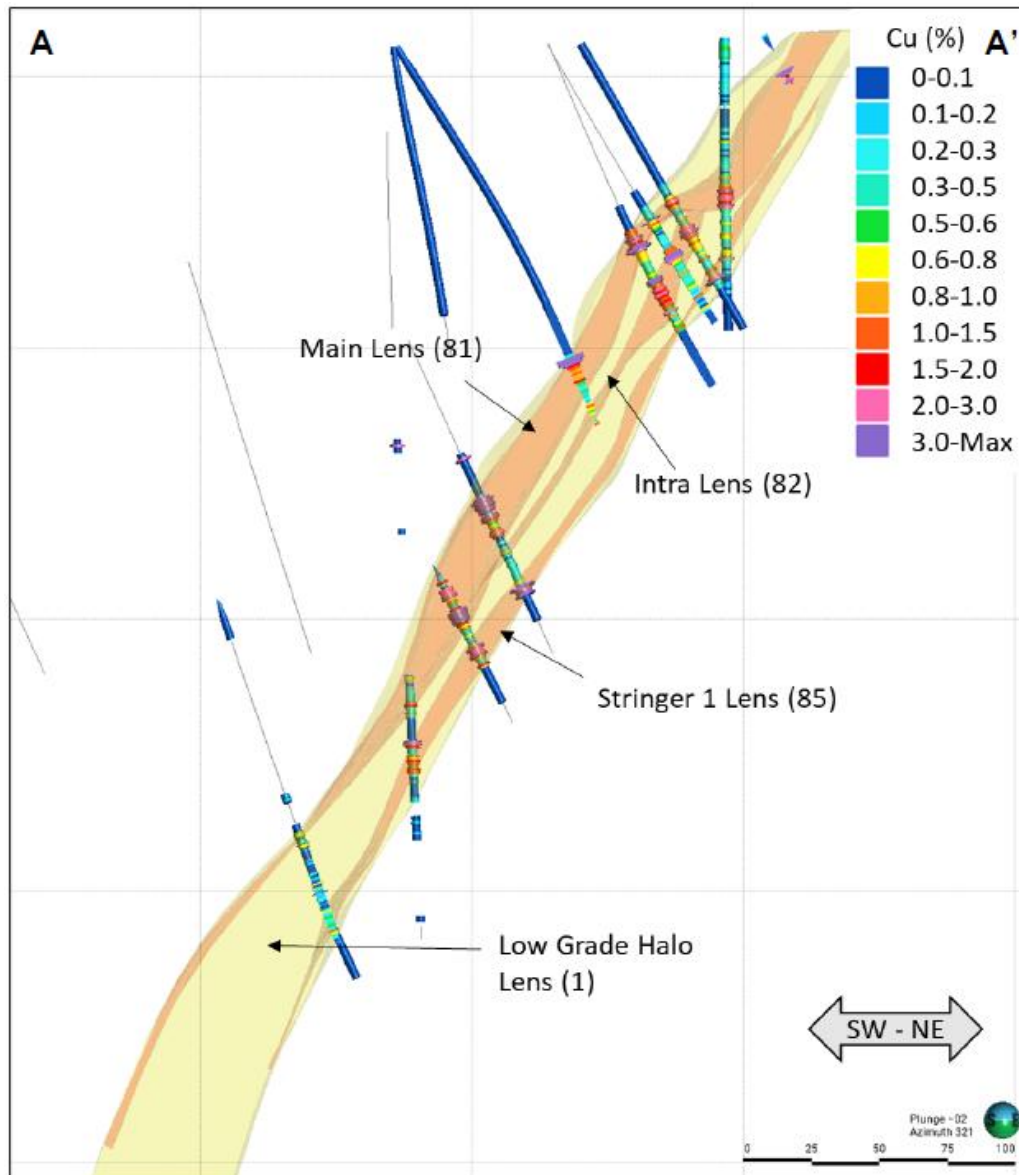 A
Cu (%)
A'
0-0.1
0.1-0.2
0.2-0.3
0.3-0.5
0.5-0.6
0.6-0.8
0.8-1.0
1.0-1.5
1.5-2.0
2.0-3.0
3.0-Max
Main Lens (81)
Intra Lens (82)
Stringer 1 Lens (85)
Low Grade Halo
Lens (1)
SW - NE
Plunge -02
Azimuth 321
S E
0 25 50 75 100